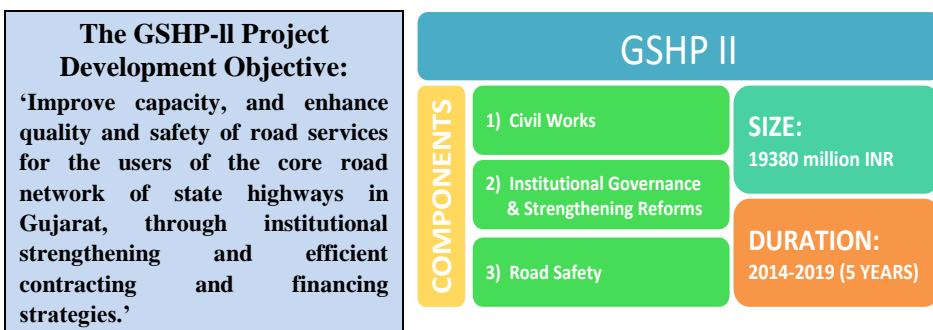 The GSHP-ll Project
Development Objective:
‘Improve capacity, and enhance
quality and safety of road services
for the users of the core road
network of state highways in
Gujarat, through institutional
strengthening and efficient
contracting and financing
strategies.’
GSHP II
COMPONENTS
1) Civil Works
2) Institutional Governance
& Strengthening Reforms
3) Road Safety
SIZE:
19380 million INR
DURATION:
2014-2019 (5 YEARS)